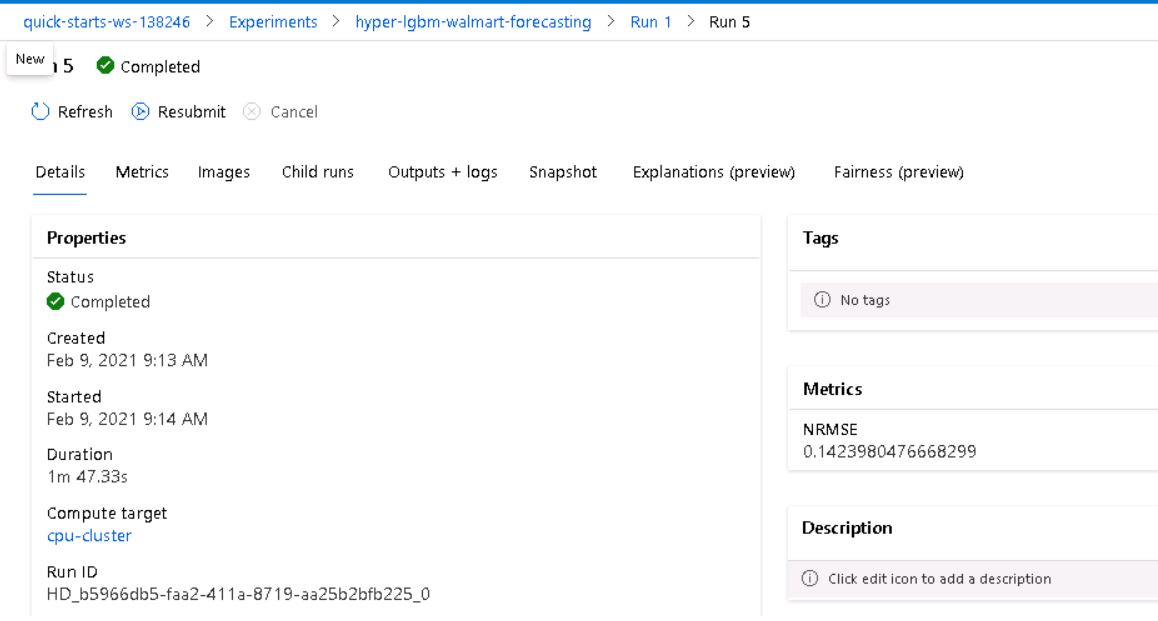 quick-starts-ws-138246 > Experiments > hyper-lgbm-walmart-forecasting > Run 1 > Run 5
New
5 Completed
Refresh Resubmit Cancel
Details Metrics Images Child runs Outputs + logs Snapshot Explanations (preview) Fairness (preview)
Properties
Status
Completed
Created
Feb 9, 2021 9:13 AM
Started
Feb 9, 2021 9:14 AM
Duration
1m 47.33s
Compute target
cpu-cluster
Run ID
HD_b5966db5-faa2-411a-8719-aa25b2bfb225_0
Tags
No tags
Metrics
NRMSE
0.1423980476668299
Description
Click edit icon to add a description